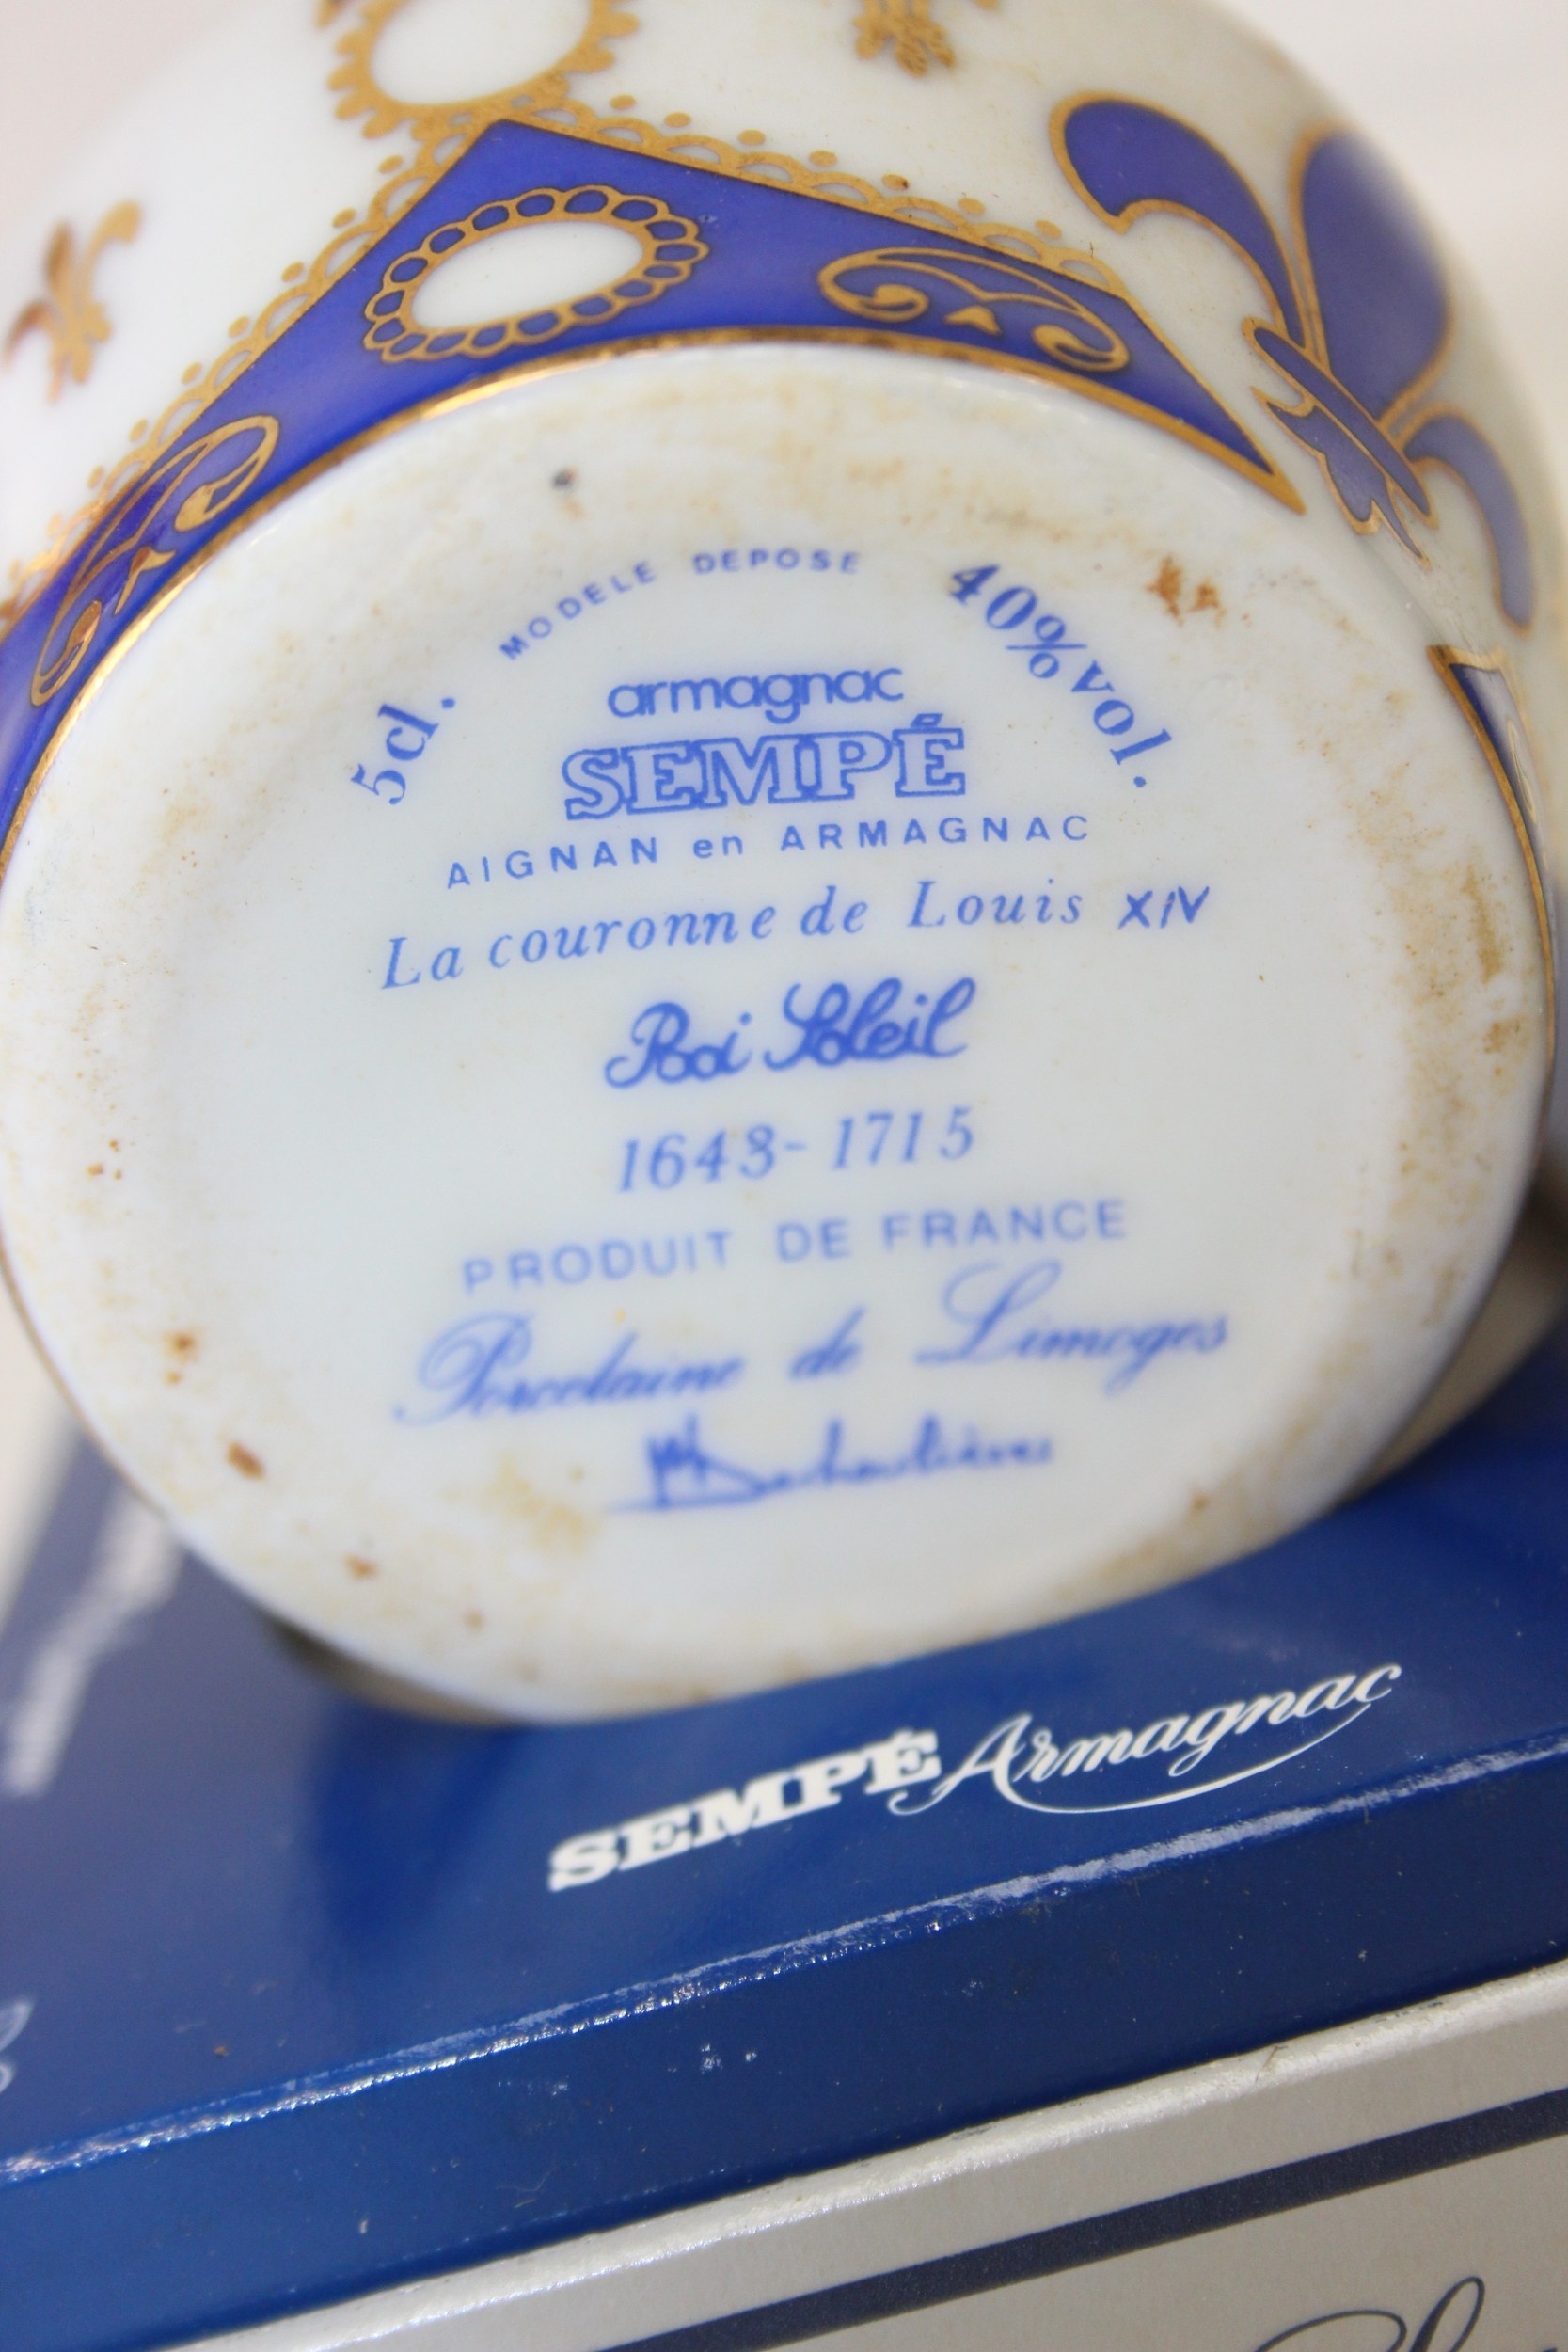 MODELE DEPOSE
5cl. 40% vol.
armagnac
SEMPÉ
AIGNAN en ARMAGNAC
La couronne de Louis XIV
Roi Soleil
1643-1715
PRODUIT DE FRANCE
Porcelaine de Limoges
SEMPÉ Armagnac